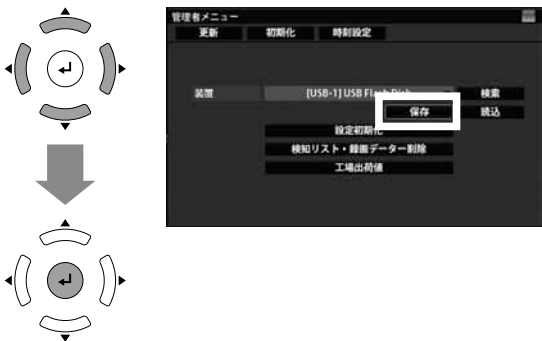 管理者メニュー
更新 初期化 時刻設定
装置 [USB-1] USB Flash Disk 検索
保存 読込
設定初期化
検知リスト・録画データー削除
工場出荷値